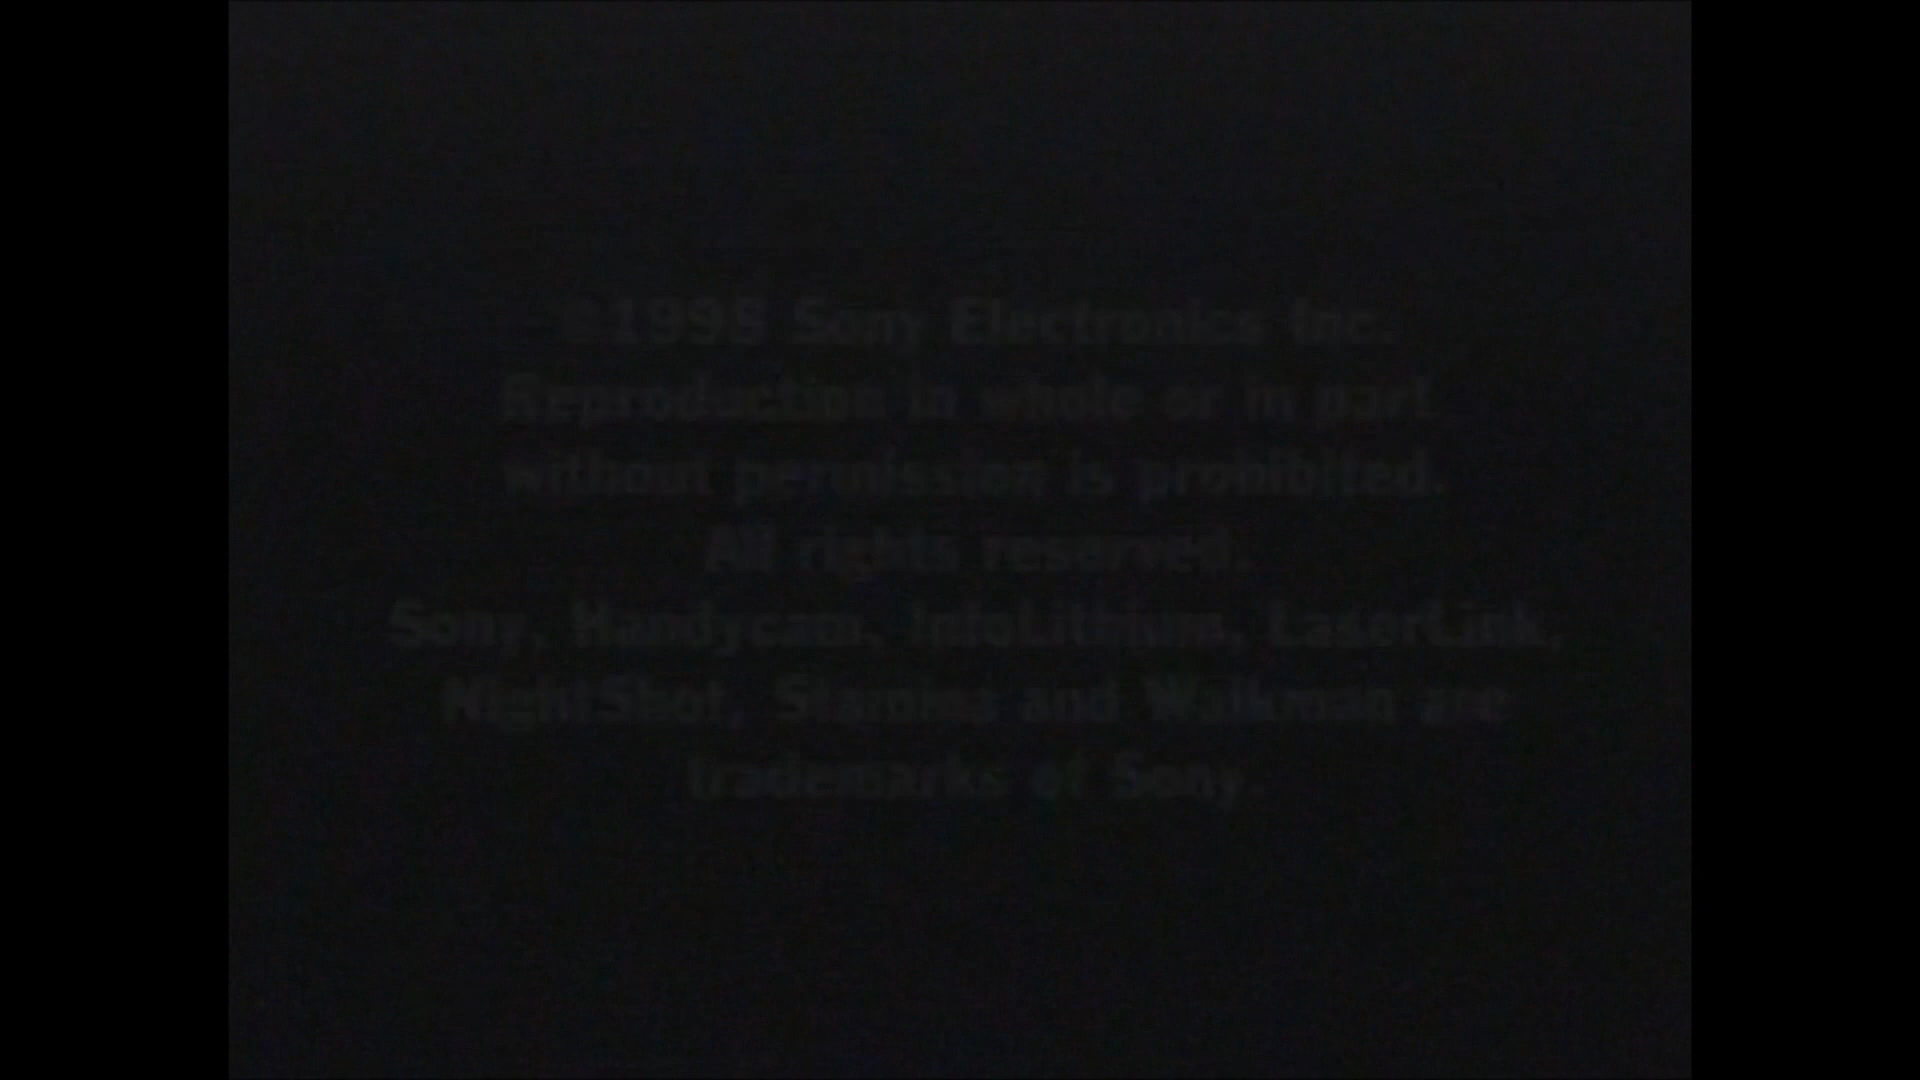 ©1998 Sony Electronics Inc.
Reproduction in whole or in part
without permission is prohibited.
All rights reserved.
Sony, Handycam, InfoLithium, LaserLink,
NightShot, Stamina and Walkman are
trademarks of Sony.